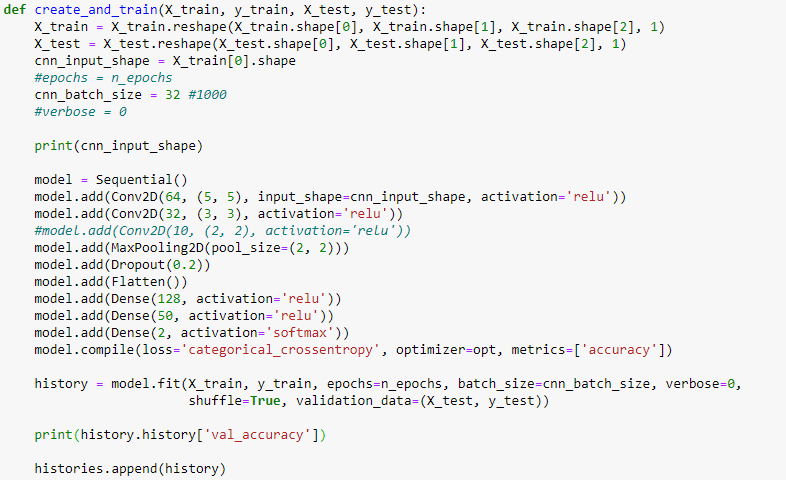 def create_and_train(X_train, y_train, X_test, y_test):
    X_train = X_train.reshape(X_train.shape[0], X_train.shape[1], X_train.shape[2], 1)
    X_test = X_test.reshape(X_test.shape[0], X_test.shape[1], X_test.shape[2], 1)
    cnn_input_shape = X_train[0].shape
    #epochs = n_epochs
    cnn_batch_size = 32 #1000
    #verbose = 0

    print(cnn_input_shape)

    model = Sequential()
    model.add(Conv2D(64, (5, 5), input_shape=cnn_input_shape, activation='relu'))
    model.add(Conv2D(32, (3, 3), activation='relu'))
    #model.add(Conv2D(10, (2, 2), activation='relu'))
    model.add(MaxPooling2D(pool_size=(2, 2)))
    model.add(Dropout(0.2))
    model.add(Flatten())
    model.add(Dense(128, activation='relu'))
    model.add(Dense(50, activation='relu'))
    model.add(Dense(2, activation='softmax'))
    model.compile(loss='categorical_crossentropy', optimizer=opt, metrics=['accuracy'])

    history = model.fit(X_train, y_train, epochs=n_epochs, batch_size=cnn_batch_size, verbose=0,
                        shuffle=True, validation_data=(X_test, y_test))

    print(history.history['val_accuracy'])

    histories.append(history)